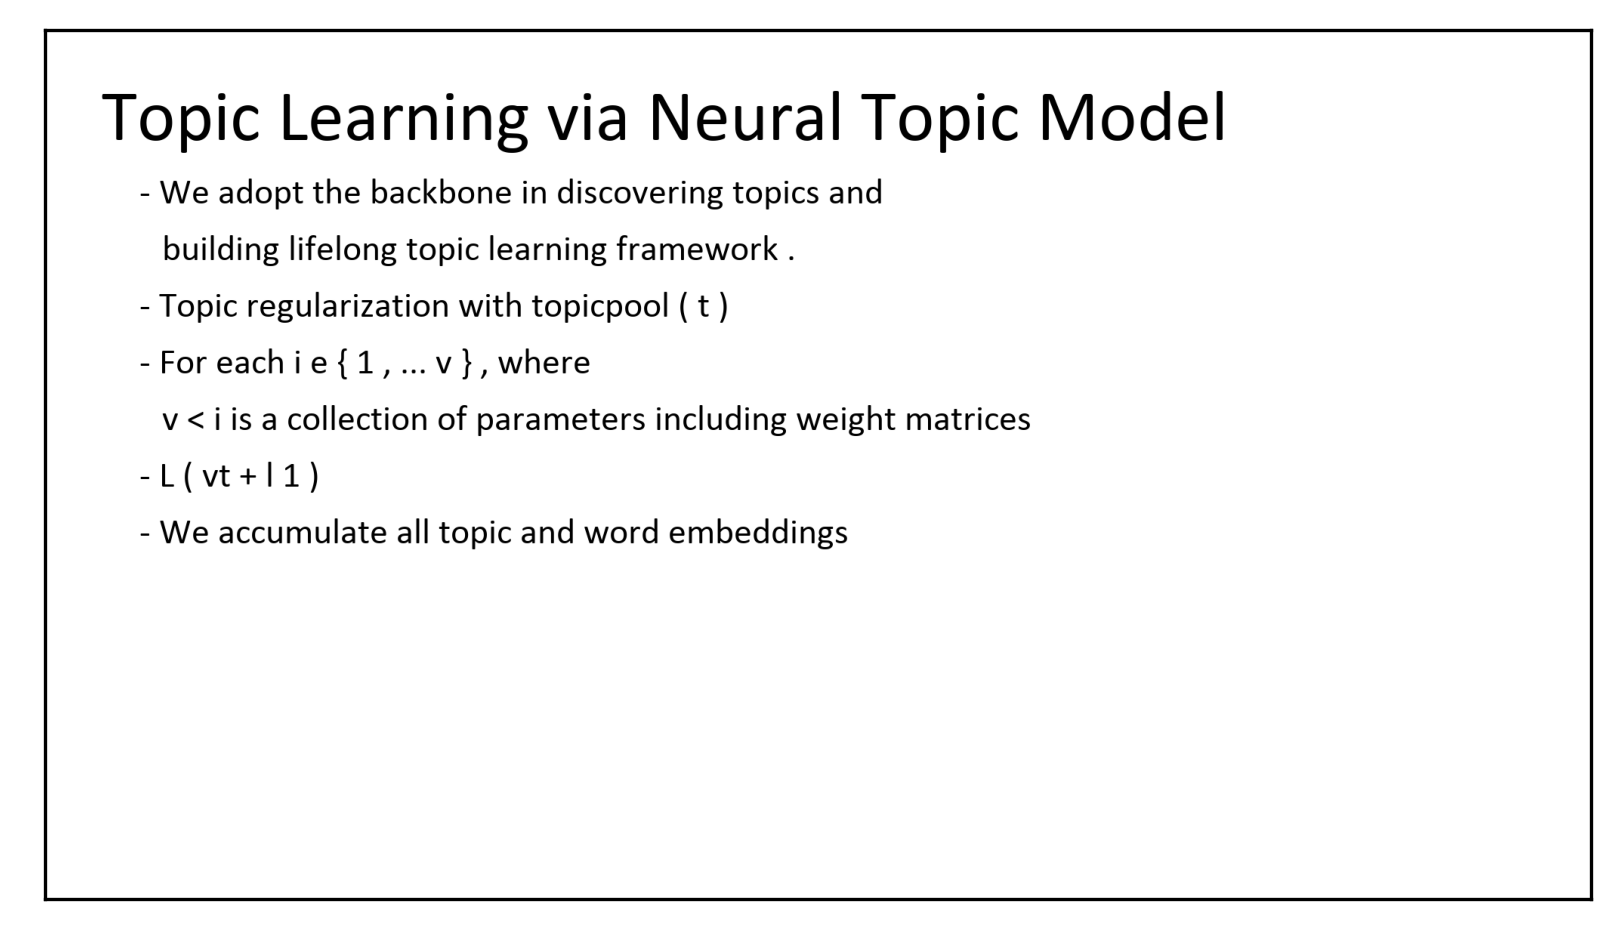 Topic Learning via Neural Topic Model
- We adopt the backbone in discovering topics and
building lifelong topic learning framework .
- Topic regularization with topicpool ( t )
- For each i e { 1 , ... v } , where
v < i is a collection of parameters including weight matrices
- L ( vt + l 1 )
- We accumulate all topic and word embeddings